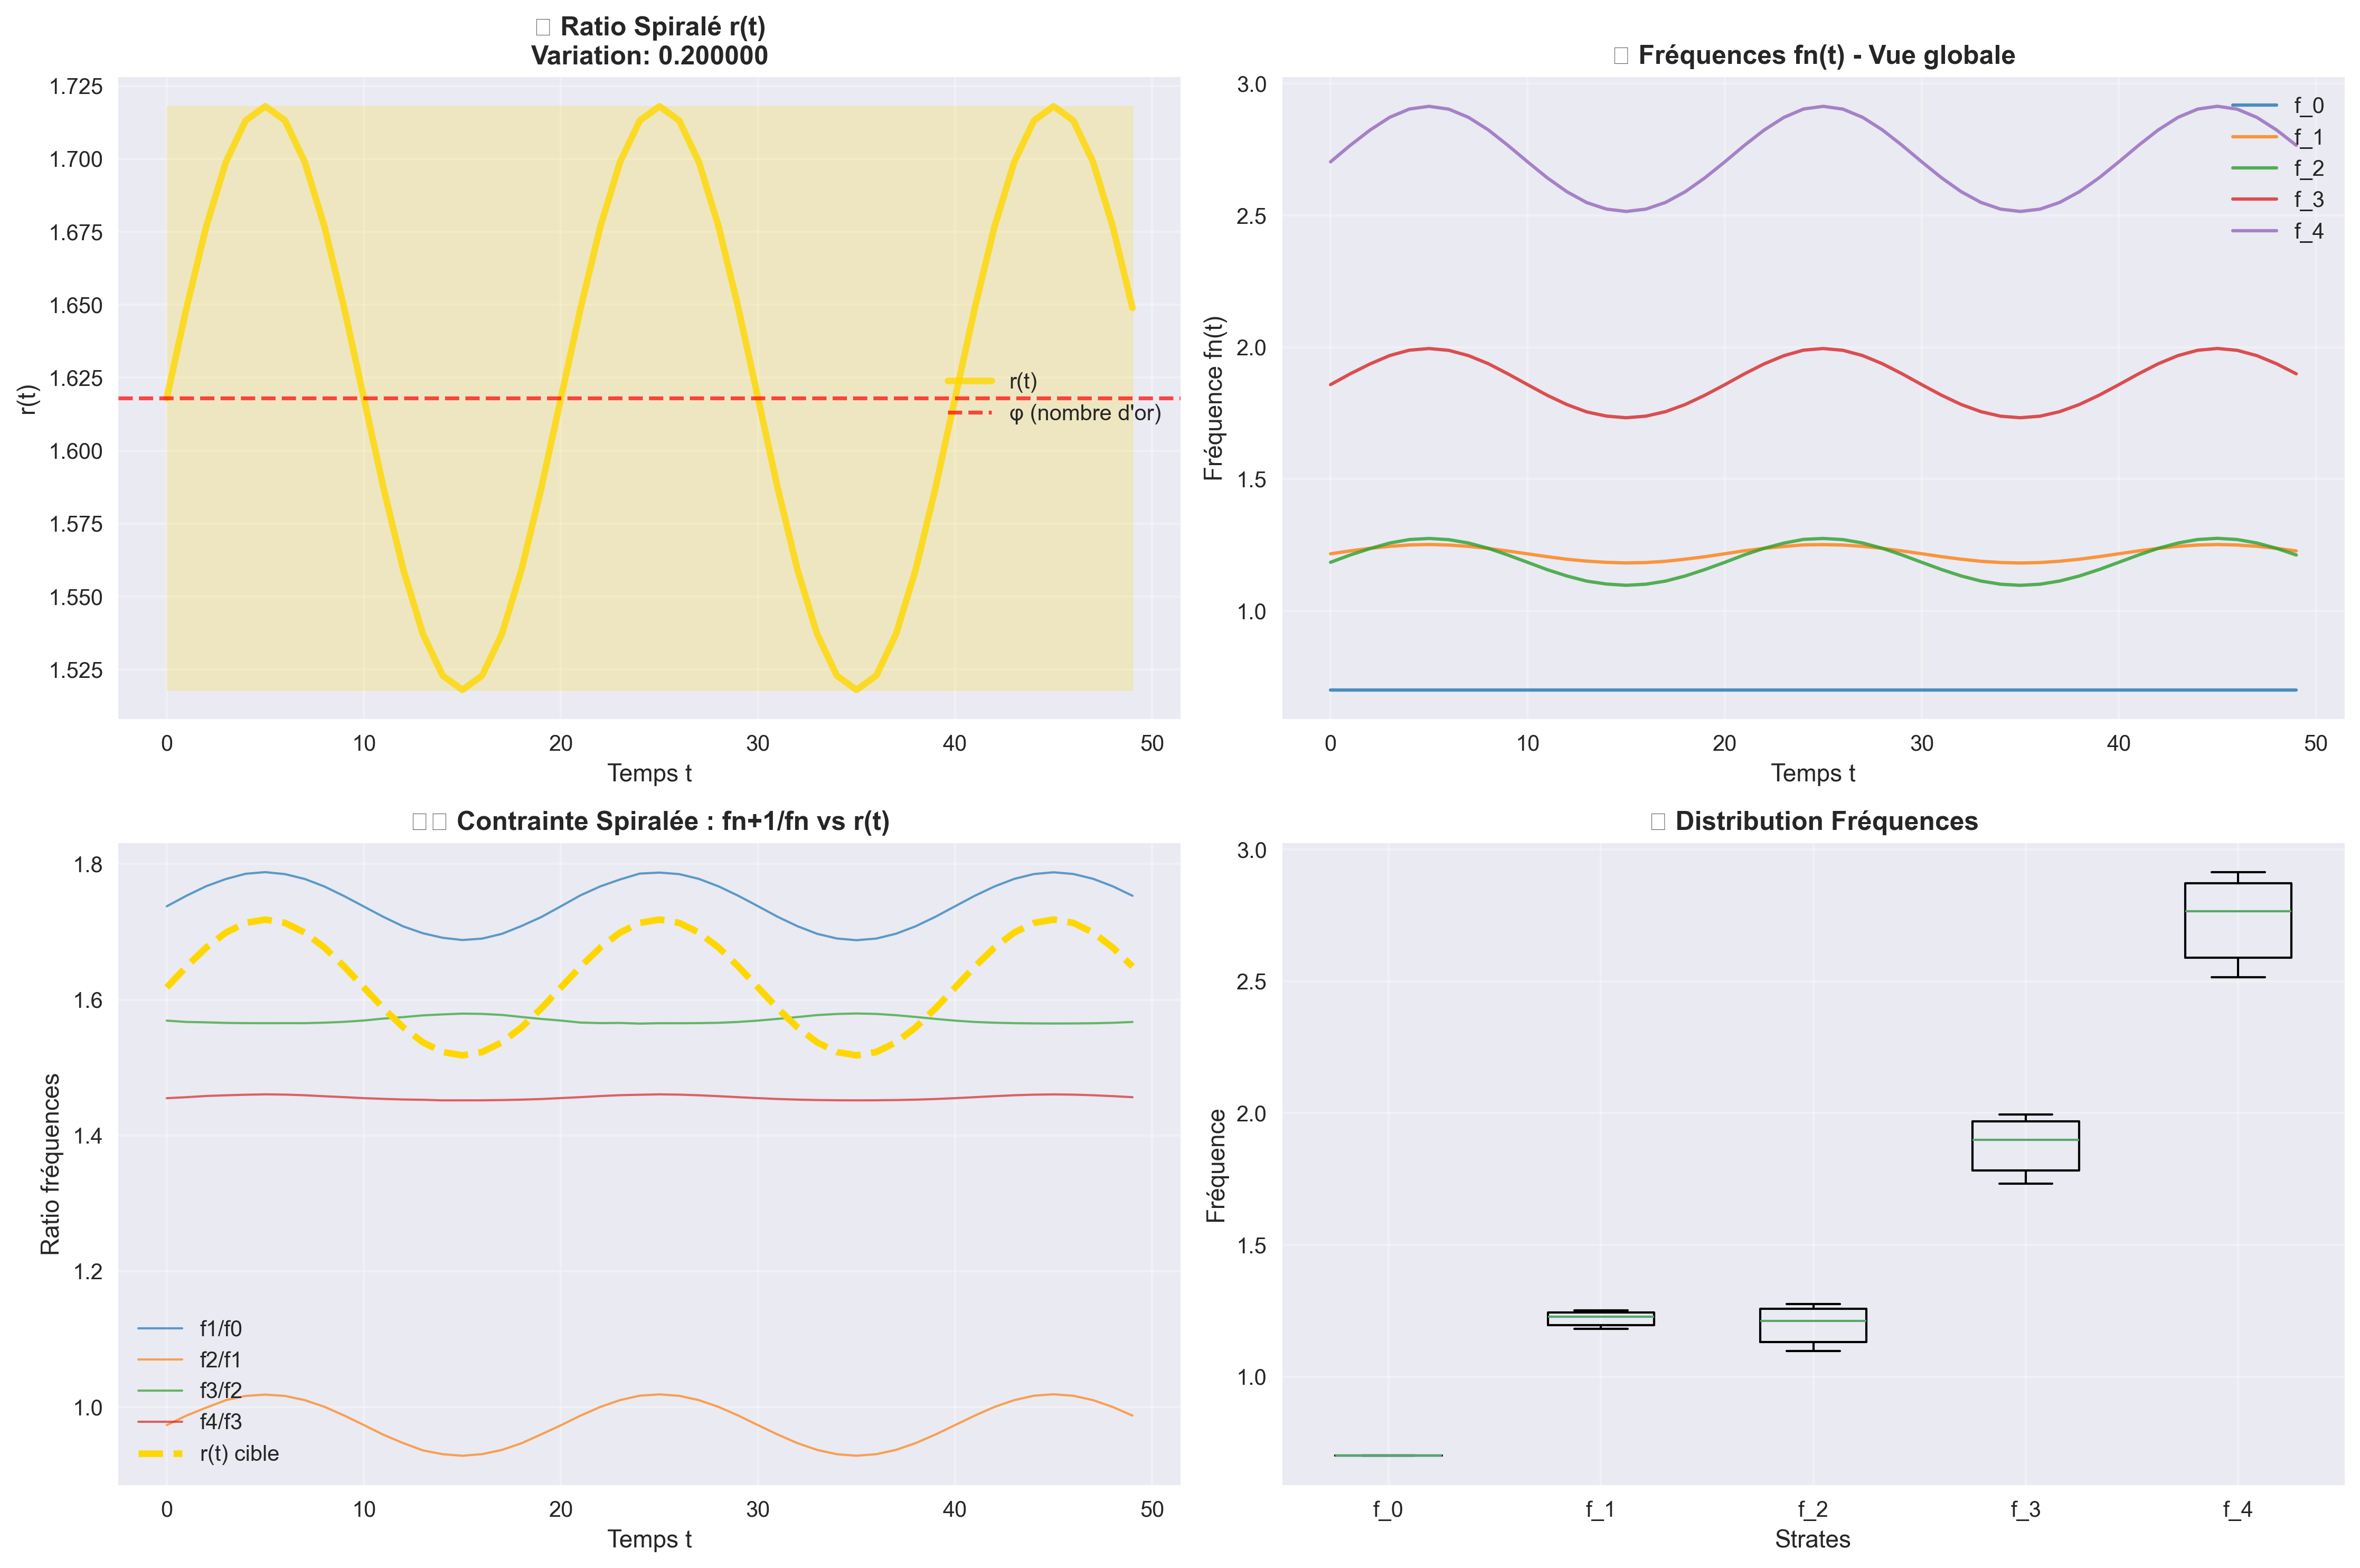 Ratio Spiralé r(t)
Variation: 0.200000
1.725
1.700
1.675
1.650
1.625
1.600
1.575
1.550
1.525
r(t)
r(t)
φ (nombre d'or)
0 10 20 30 40 50
Temps t
Fréquences fn(t) - Vue globale
3.0
2.5
2.0
1.5
1.0
Fréquence fn(t)
f_0
f_1
f_2
f_3
f_4
0 10 20 30 40 50
Temps t
Contrainte Spiralée : fn+1/fn vs r(t)
1.8
1.6
1.4
1.2
1.0
Ratio fréquences
f1/f0
f2/f1
f3/f2
f4/f3
r(t) cible
0 10 20 30 40 50
Temps t
Distribution Fréquences
3.0
2.5
2.0
1.5
1.0
Fréquence
f_0 f_1 f_2 f_3 f_4
Strates